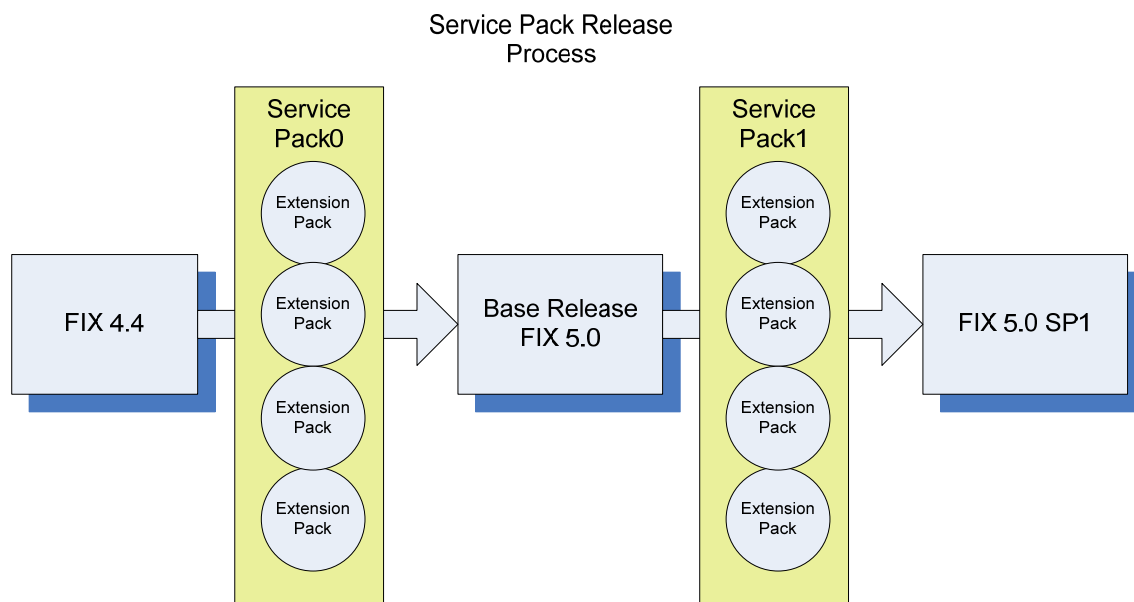 Service Pack Release
Process
Service
Pack0
Extension
Pack
Extension
Pack
Extension
Pack
Extension
Pack
FIX 4.4
Base Release
FIX 5.0
Service
Pack1
Extension
Pack
Extension
Pack
Extension
Pack
Extension
Pack
FIX 5.0 SP1